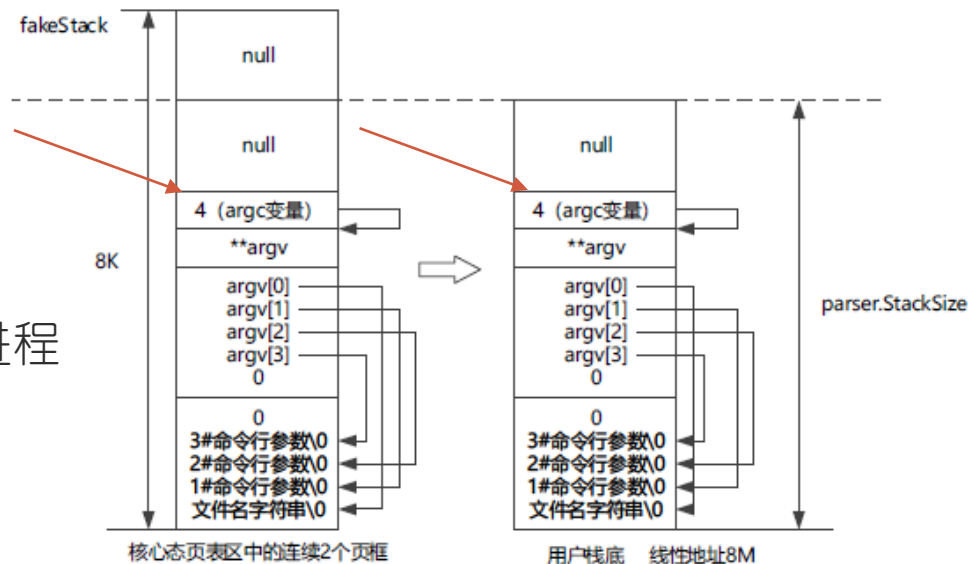 fakeStack
null
null
4（argc变量）
**argv
8K
argv[0]
argv[1]
argv[2]
argv[3]
0
0
3#命令行参数\0
2#命令行参数\0
1#命令行参数\0
文件名字符串\0
核心态页表区中的连续2个页框
进程
null
4（argc变量）
**argv
argv[0]
argv[1]
argv[2]
argv[3]
0
0
3#命令行参数\0
2#命令行参数\0
1#命令行参数\0
文件名字符串\0
parser.StackSize
用户栈底 线性地址8M